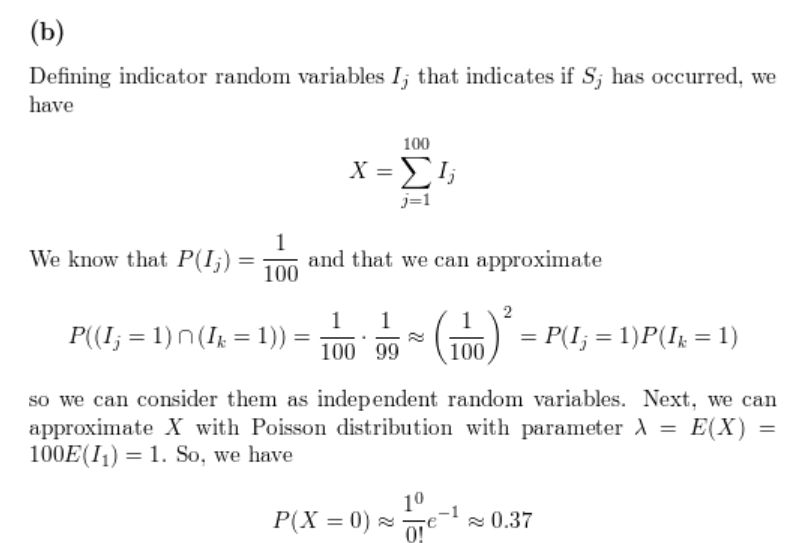 (b)
Defining indicator random variables $I_j$ that indicates if $S_j$ has occurred, we
have
$$X = \sum_{j=1}^{100} I_j$$
We know that $P(I_j) = \dfrac{1}{100}$ and that we can approximate
$$P((I_j = 1) \cap (I_k = 1)) = \frac{1}{100} \cdot \frac{1}{99} \approx \left(\frac{1}{100}\right)^2 = P(I_j = 1)P(I_k = 1)$$
so we can consider them as independent random variables. Next, we can
approximate $X$ with Poisson distribution with parameter $\lambda = E(X) =$
$100E(I_1) = 1$. So, we have
$$P(X = 0) \approx \frac{1^0}{0!}e^{-1} \approx 0.37$$